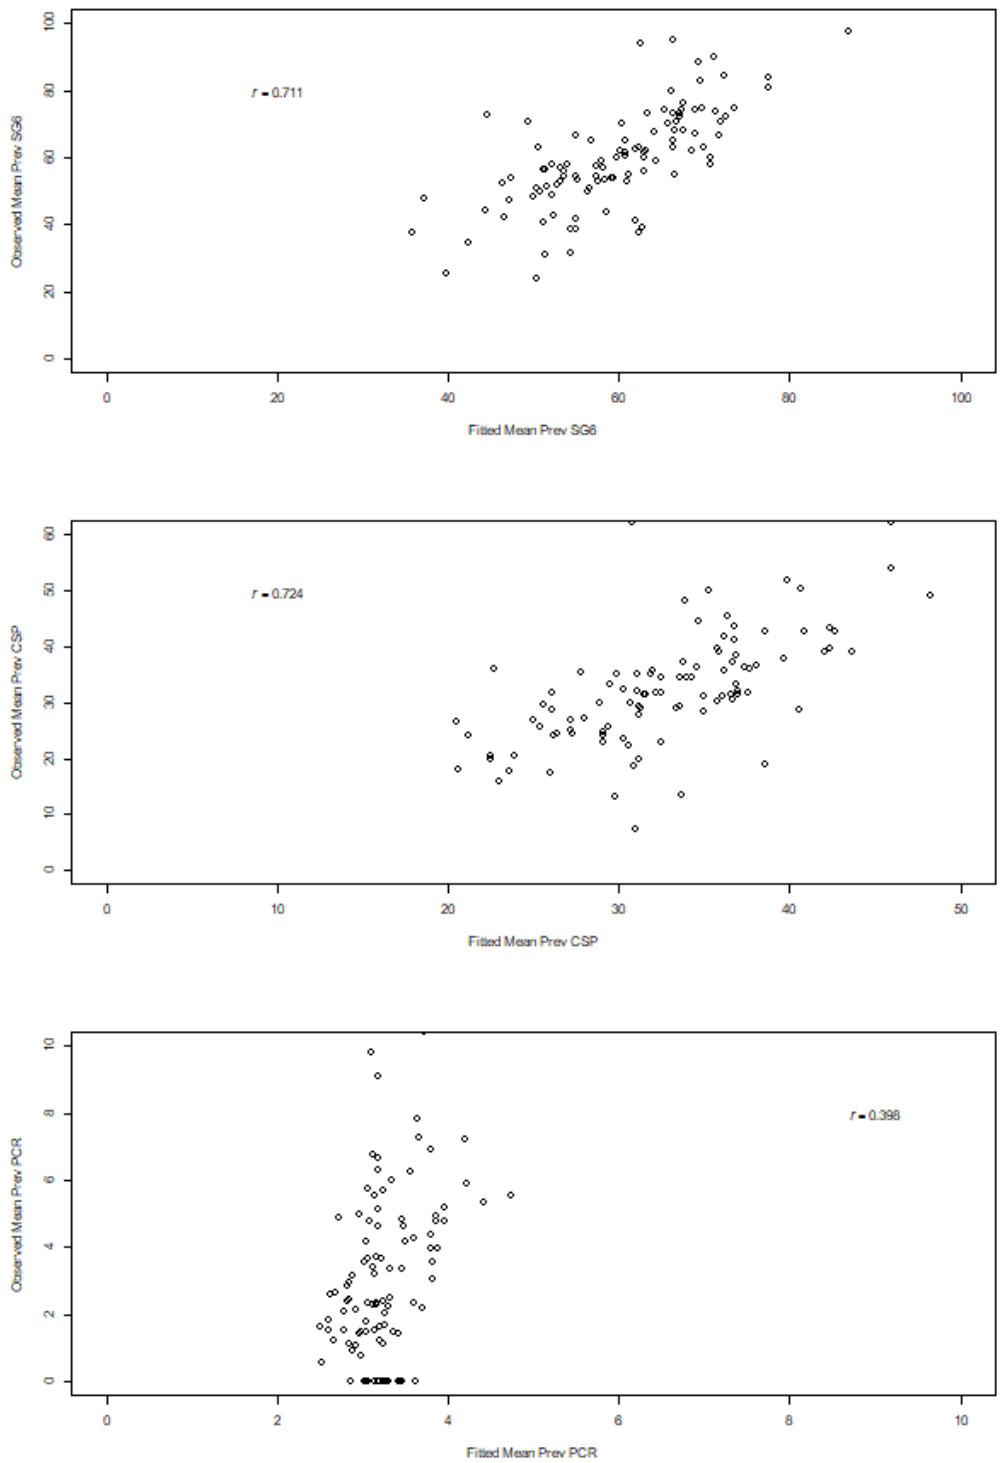 100
80
60
40
20
0
Observed Mean Prev SG6
r = 0.711
0 20 40 60 80 100
Fitted Mean Prev SG6
60
50
40
30
20
10
0
Observed Mean Prev CSP
r = 0.724
0 10 20 30 40 50
Fitted Mean Prev CSP
10
8
6
4
2
0
Observed Mean Prev PCR
r = 0.398
0 2 4 6 8 10
Fitted Mean Prev PCR